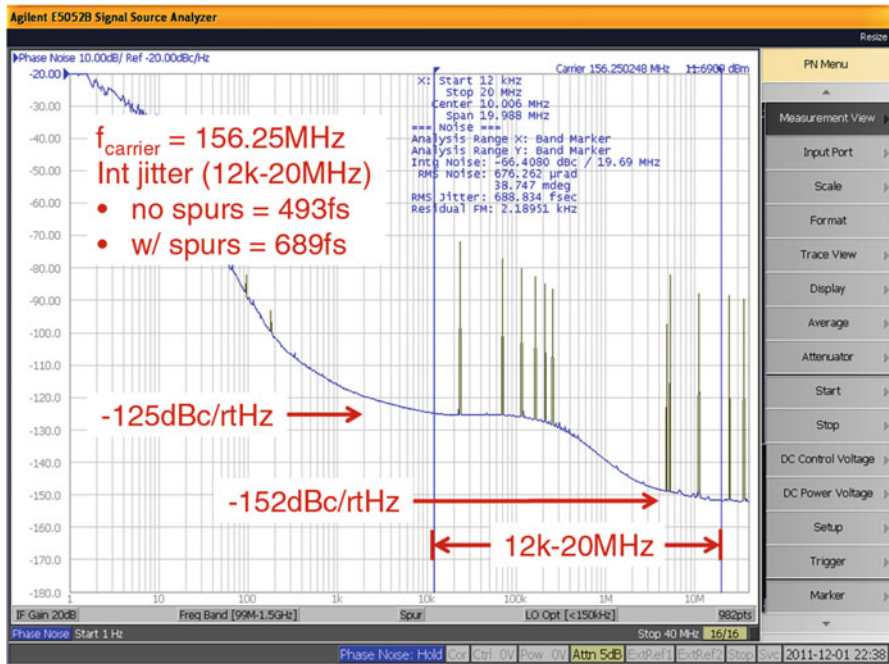 Agilent E5052B Signal Source Analyzer
Resize
▶Phase Noise 10.00dB/ Ref -20.00dBc/Hz
Carrier 156.250248 MHz 11.6909 dBm
X: Start 12 kHz
Stop 20 MHz
Center 10.006 MHz
Span 19.988 MHz
=== Noise ===
Analysis Range X: Band Marker
Analysis Range Y: Band Marker
Intg Noise: -66.4080 dBc / 19.69 MHz
RMS Noise: 676.262 µrad
38.747 mdeg
RMS Jitter: 688.834 fsec
Residual FM: 2.18951 kHz
fcarrier = 156.25MHz
Int jitter (12k-20MHz)
• no spurs = 493fs
• w/ spurs = 689fs
-125dBc/rtHz
-152dBc/rtHz
12k-20MHz
-20.00
-30.00
-40.00
-50.00
-60.00
-70.00
-80.00
-90.00
-100.0
-110.0
-120.0
-130.0
-140.0
-150.0
-160.0
-170.0
-180.0
1 10 100 1k 10k 100k 1M 10M
IF Gain 20dB Freq Band [99M-1.5GHz] Spur LO Opt [<150kHz] 982pts
Phase Noise Start 1 Hz Stop 40 MHz 16/16
Phase Noise: Hold Cor Ctrl 0V Pow 0V Attn 5dB ExtRef1 ExtRef2 Stop Svc 2011-12-01 22:38
PN Menu
Measurement View
Input Port
Scale
Format
Trace View
Display
Average
Attenuator
Start
Stop
DC Control Voltage
DC Power Voltage
Setup
Trigger
Marker